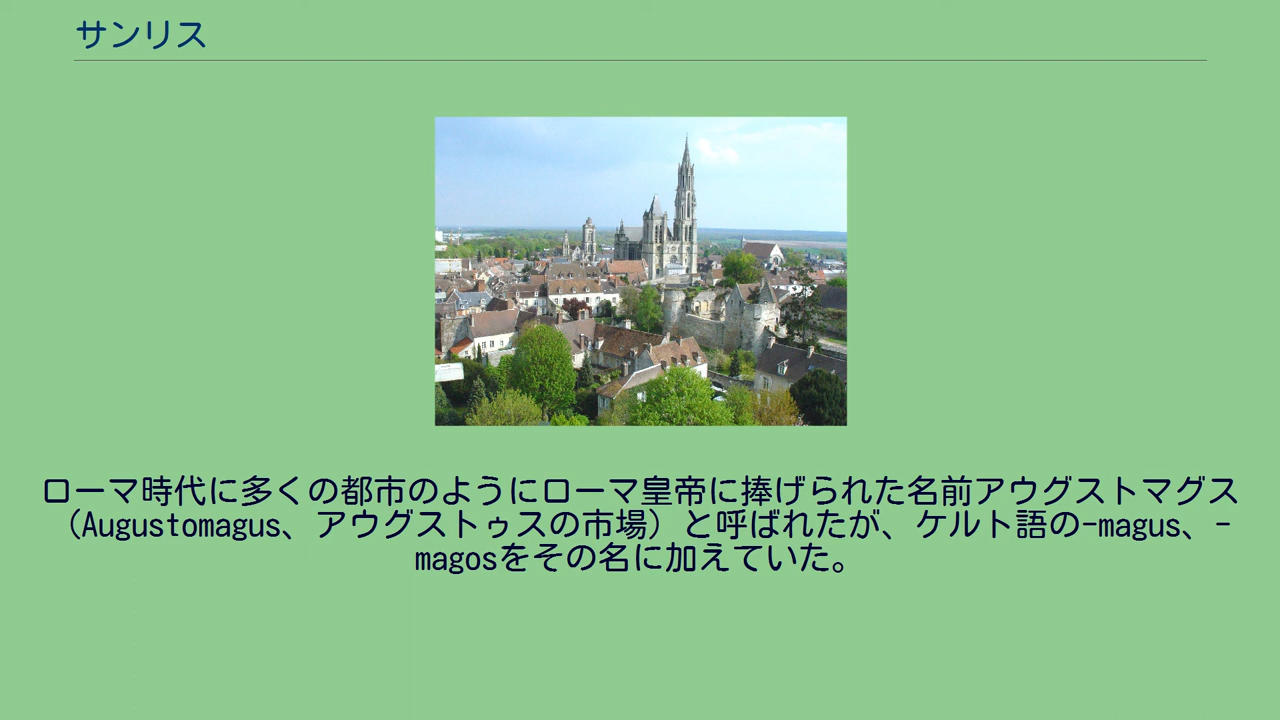 サンリス
ローマ時代に多くの都市のようにローマ皇帝に捧げられた名前アウグストマグス
（Augustomagus、アウグストゥスの市場）と呼ばれたが、ケルト語の-magus、-
magosをその名に加えていた。